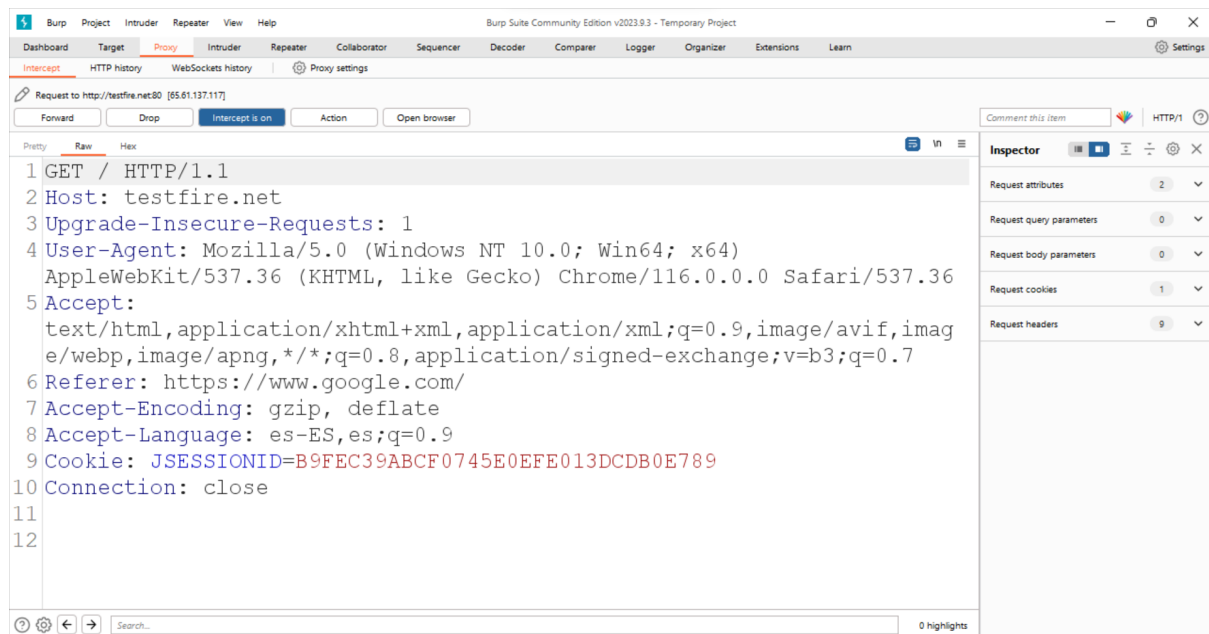 Burp Project Intruder Repeater View Help Burp Suite Community Edition v2023.9.3 - Temporary Project
Dashboard Target Proxy Intruder Repeater Collaborator Sequencer Decoder Comparer Logger Organizer Extensions Learn Settings
Intercept HTTP history WebSockets history Proxy settings
Request to http://testfire.net:80 [65.61.137.117]
Forward Drop Intercept is on Action Open browser Comment this item HTTP/1
Pretty Raw Hex \n
Inspector
1 GET / HTTP/1.1
2 Host: testfire.net
3 Upgrade-Insecure-Requests: 1
4 User-Agent: Mozilla/5.0 (Windows NT 10.0; Win64; x64)
AppleWebKit/537.36 (KHTML, like Gecko) Chrome/116.0.0.0 Safari/537.36
5 Accept:
text/html,application/xhtml+xml,application/xml;q=0.9,image/avif,imag
e/webp,image/apng,*/*;q=0.8,application/signed-exchange;v=b3;q=0.7
6 Referer: https://www.google.com/
7 Accept-Encoding: gzip, deflate
8 Accept-Language: es-ES,es;q=0.9
9 Cookie: JSESSIONID=B9FEC39ABCF0745E0EFE013DCDB0E789
10 Connection: close
11
12
Request attributes 2
Request query parameters 0
Request body parameters 0
Request cookies 1
Request headers 9
Search... 0 highlights